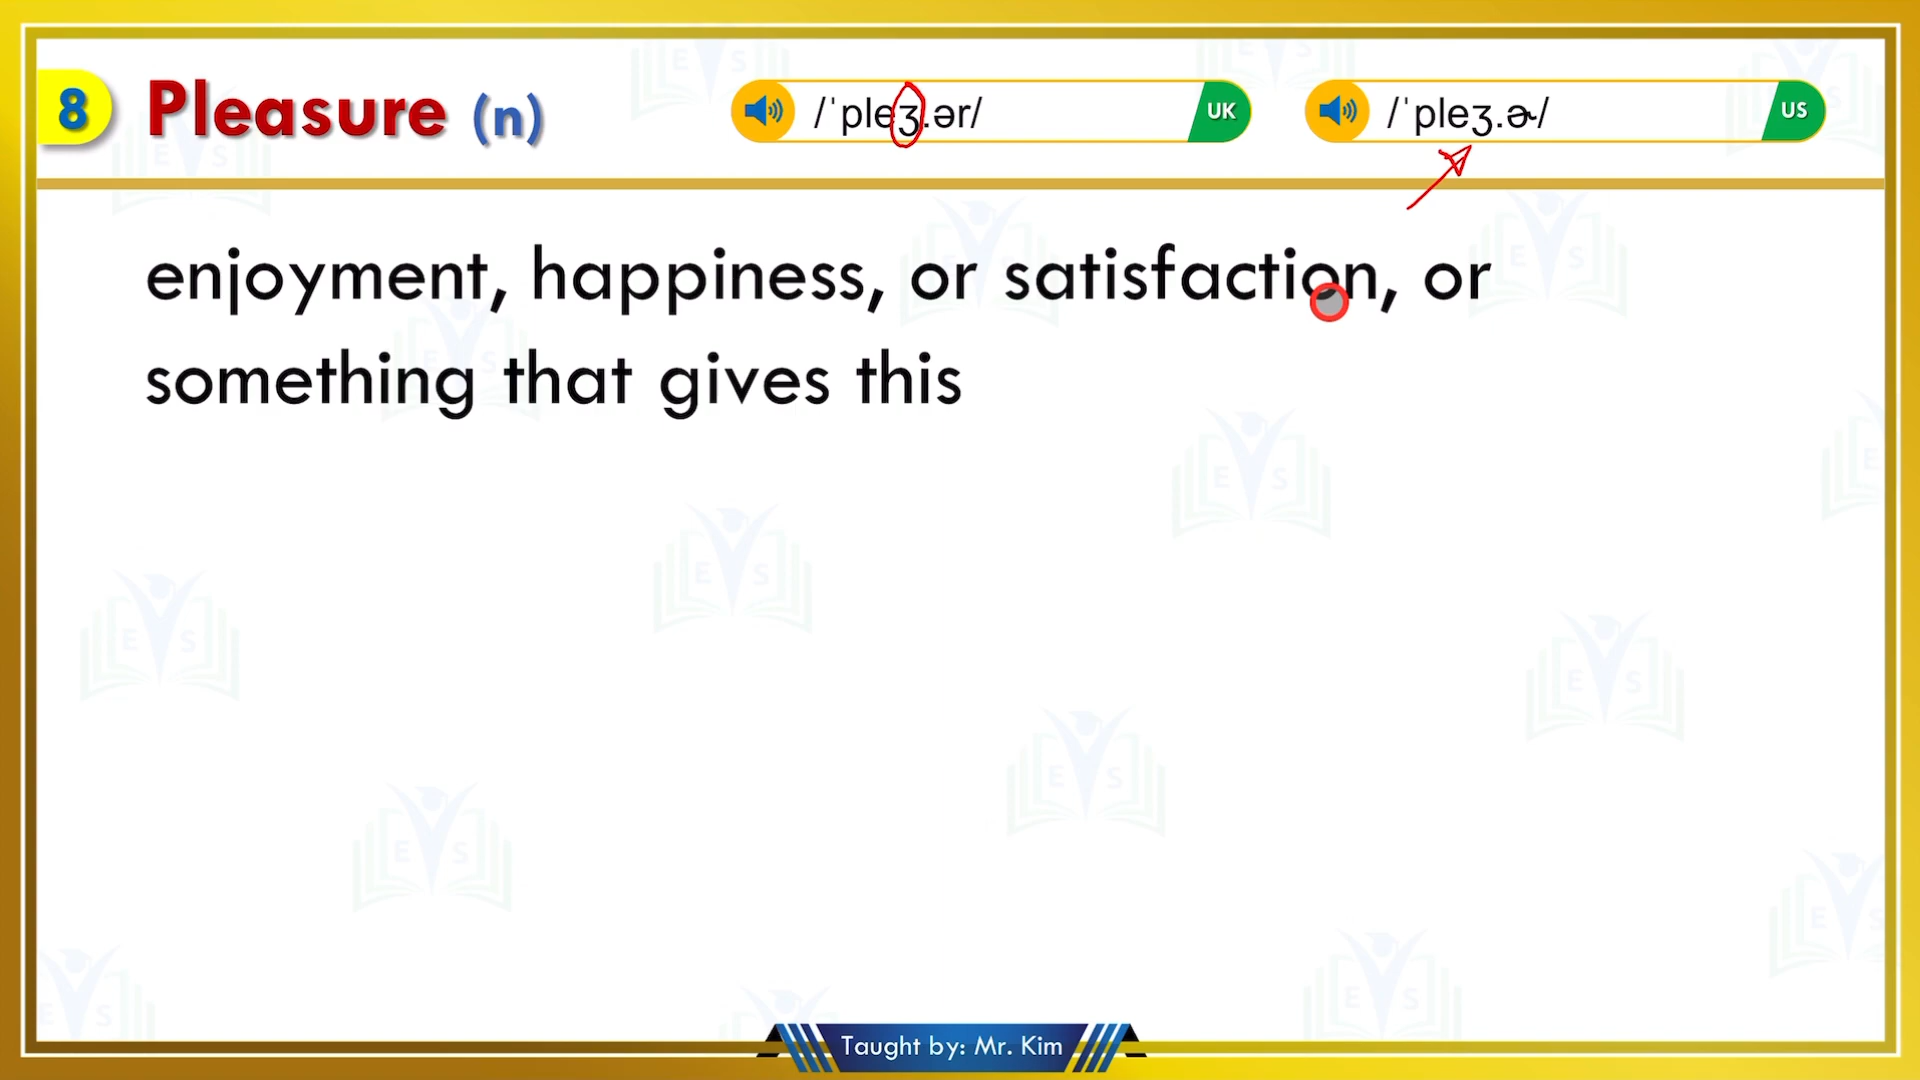 8 Pleasure (n) /ˈpleʒ.ər/ UK /ˈpleʒ.ɚ/ US
enjoyment, happiness, or satisfaction, or
something that gives this
Taught by: Mr. Kim